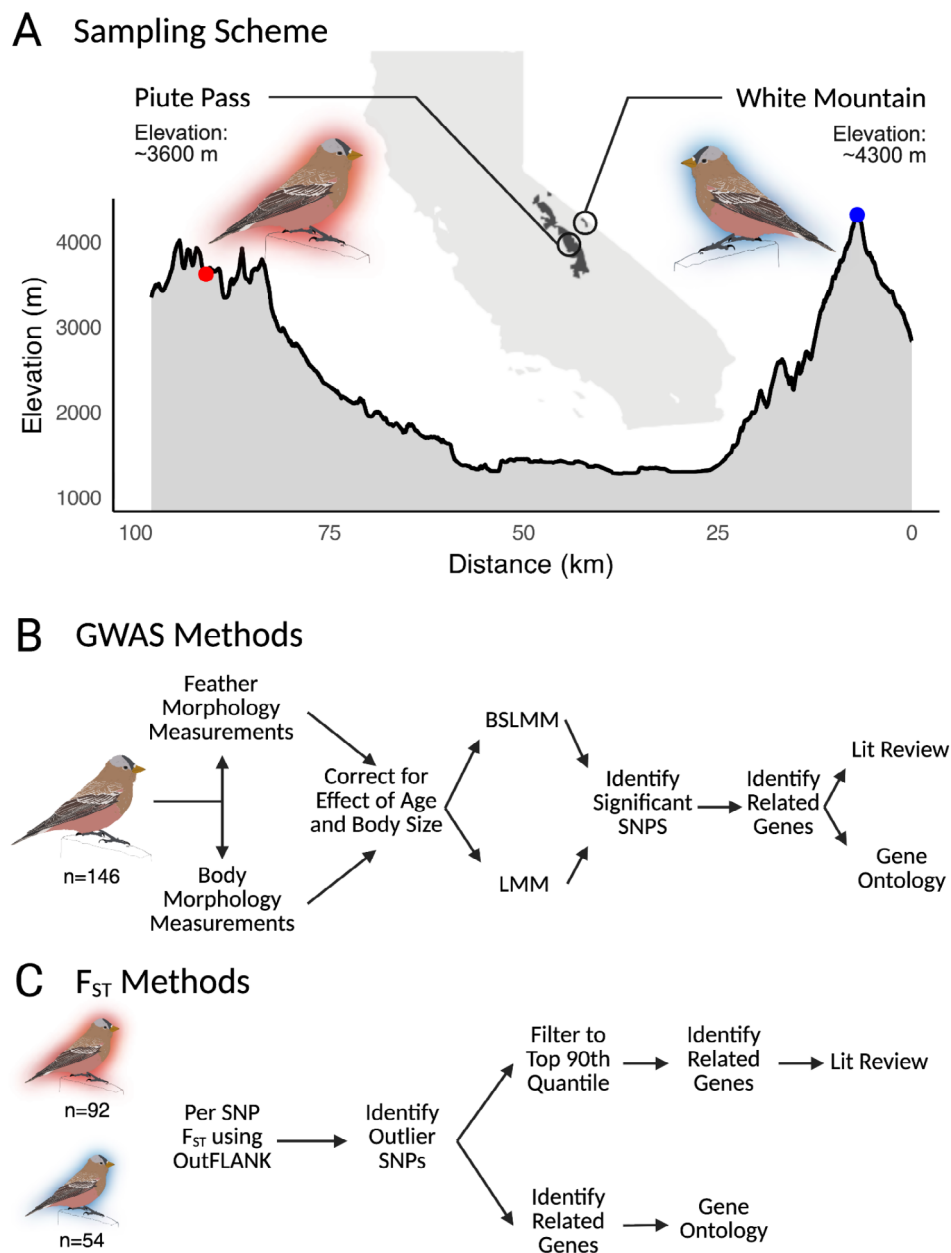 A Sampling Scheme
Piute Pass
Elevation:
~3600 m
White Mountain
Elevation:
~4300 m
Elevation (m)
4000
3000
2000
1000
100 75 50 25 0
Distance (km)
B GWAS Methods
n=146
Feather
Morphology
Measurements
Body
Morphology
Measurements
Correct for
Effect of Age
and Body Size
BSLMM
LMM
Identify
Significant
SNPS
Identify
Related
Genes
Lit Review
Gene
Ontology
C FST Methods
n=92
n=54
Per SNP
FST using
OutFLANK
Identify
Outlier
SNPs
Filter to
Top 90th
Quantile
Identify
Related
Genes
Lit Review
Identify
Related
Genes
Gene
Ontology